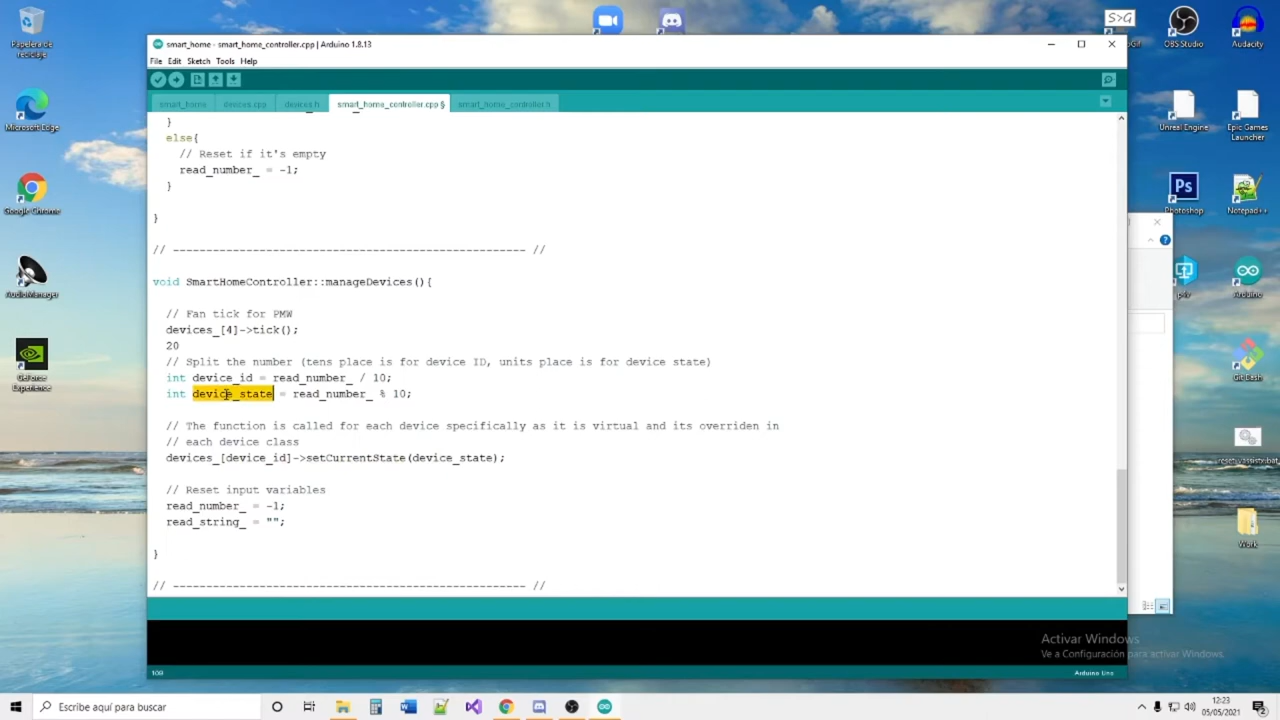 Papelera de
reciclaje
Microsoft Edge
Google Chrome
AudioManager
GeForce
Experience
S>G
OBS Studio
Audacity
Unreal Engine
Epic Games
Launcher
Photoshop
Notepad++
Arduino
Git Bash
Work
smart_home - smart_home_controller.cpp | Arduino 1.8.13
File Edit Sketch Tools Help
smart_home devices.cpp devices.h smart_home_controller.cpp § smart_home_controller.h
}
else{
// Reset if it's empty
read_number_ = -1;
}
}
// ----------------------------------------------------- //
void SmartHomeController::manageDevices(){
// Fan tick for PMW
devices_[4]->tick();
20
// Split the number (tens place is for device ID, units place is for device state)
int device_id = read_number_ / 10;
int device_state = read_number_ % 10;
// The function is called for each device specifically as it is virtual and its overriden in
// each device class
devices_[device_id]->setCurrentState(device_state);
// Reset input variables
read_number_ = -1;
read_string_ = "";
}
// ----------------------------------------------------- //
Activar Windows
Ve a Configuración para activar Windows.
Arduino Uno
Escribe aquí para buscar
12:23
05/05/2021